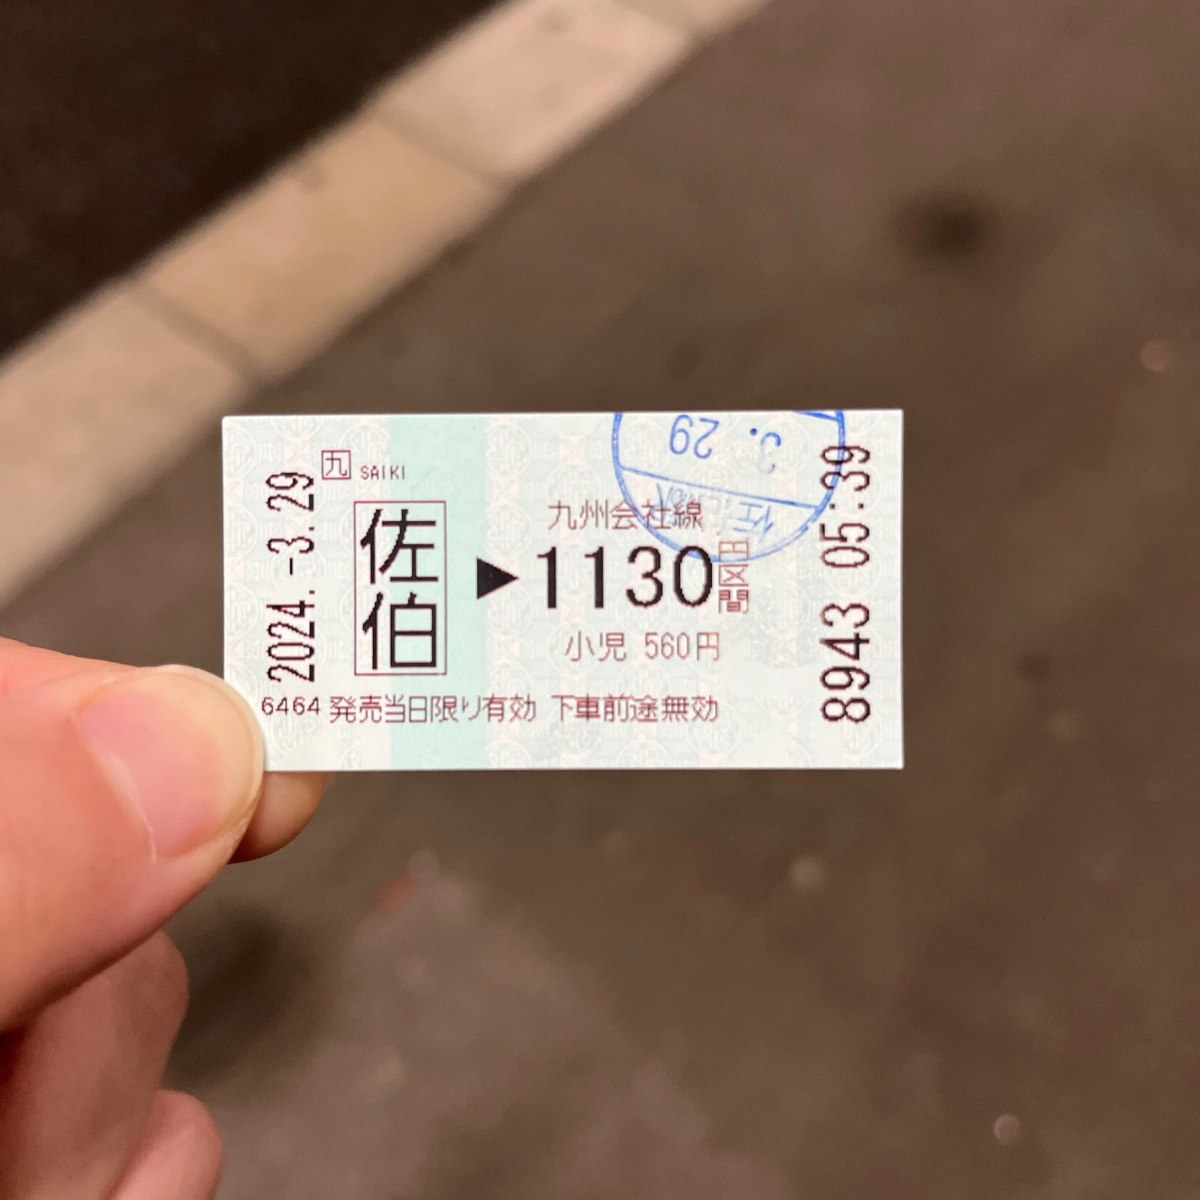 九 SAIKI
2024.-3.29
佐伯
九州会社線
▶1130円区間
小児 560円
6464 発売当日限り有効 下車前途無効
8943 05:39
3. 29